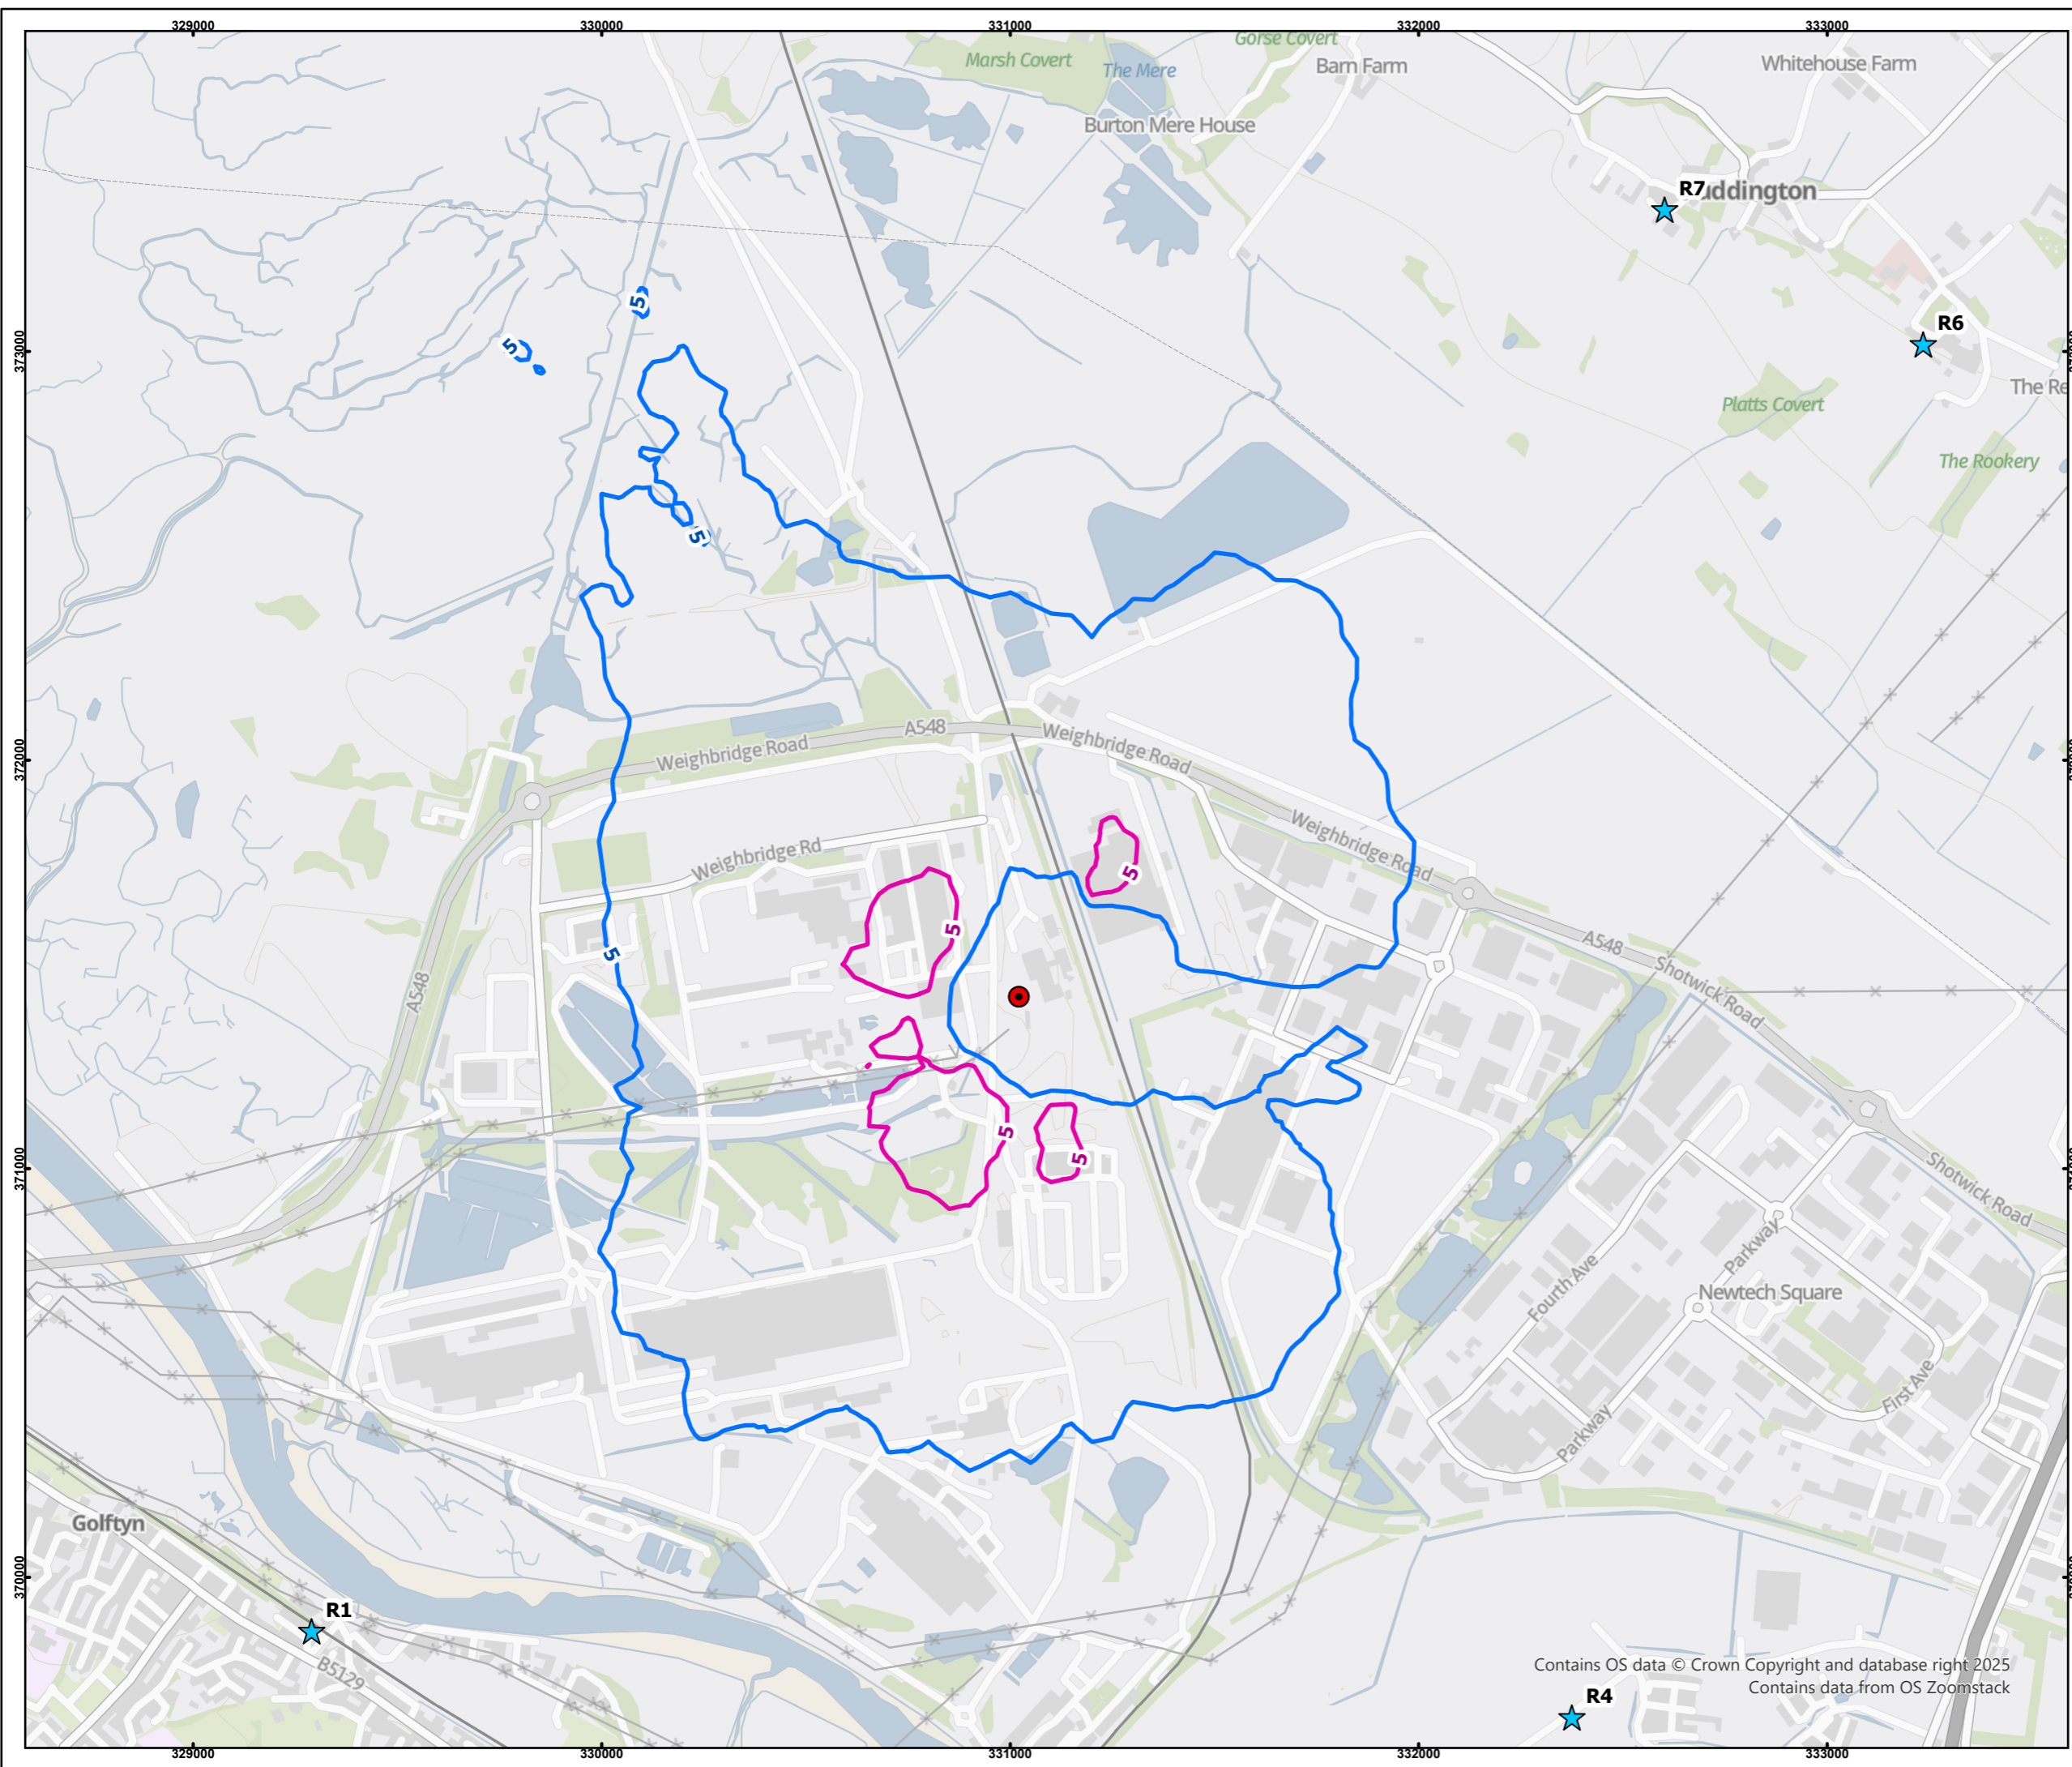 329000
330000
331000
332000
333000
Gorse Covert
Marsh Covert
The Mere
Barn Farm
Whitehouse Farm
Burton Mere House
R7
uddington
5
R6
373000
5
The Re
Platts Covert
The Rookery
5
372000
A548
Weighbridge Road
Weighbridge Road
Weighbridge Road
Weighbridge Rd
5
5
5
A548
Shotwick Road
A548
5
5
371000
Shotwick Road
Parkway
Fourth Ave
Newtech Square
First Ave
Parkway
Golftyn
370000
R1
B5129
Contains OS data © Crown Copyright and database right 2025
Contains data from OS Zoomstack
R4
329000
330000
331000
332000
333000